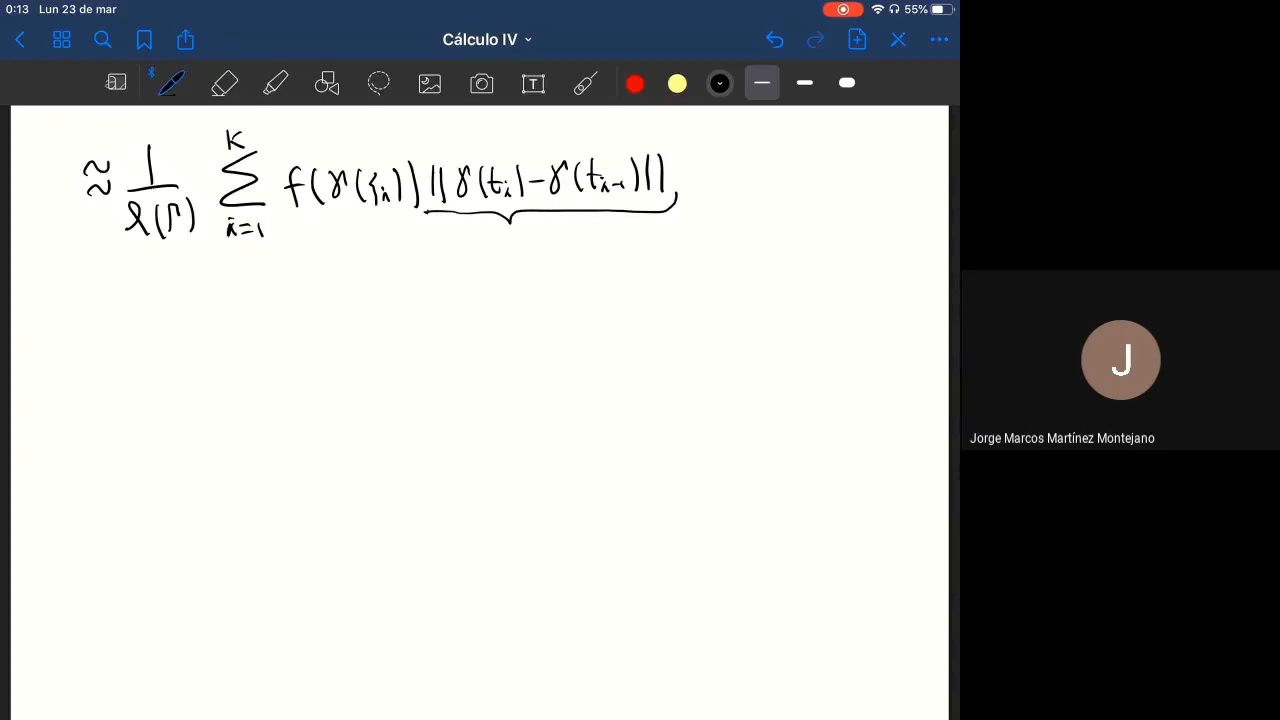 0:13 Lun 23 de mar 55%
Cálculo IV
T
≈ 1/ℓ(Γ) Σ_{i=1}^{K} f(γ(ξ_i)) ||γ(t_i)-γ(t_{i-1})||
J
Jorge Marcos Martínez Montejano